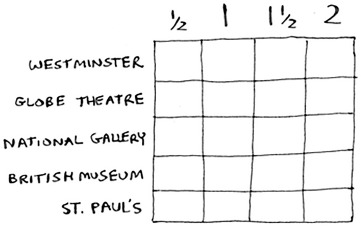 ½ 1 1½ 2
WESTMINSTER
GLOBE THEATRE
NATIONAL GALLERY
BRITISH MUSEUM
ST. PAUL'S